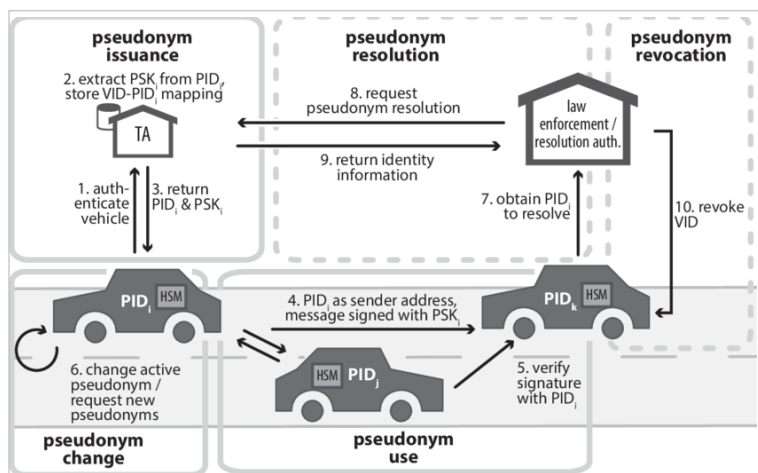 pseudonym
issuance
pseudonym
resolution
pseudonym
revocation
2. extract PSKi from PIDi,
store VID-PIDi mapping
TA
8. request
pseudonym resolution
law
enforcement /
resolution auth.
9. return identity
information
1. auth-
enticate
vehicle
3. return
PIDi & PSKi
7. obtain PIDi
to resolve
10. revoke
VID
PIDi
HSM
4. PIDi as sender address,
message signed with PSKi
PIDk
HSM
6. change active
pseudonym /
request new
pseudonyms
HSM
PIDj
5. verify
signature
with PIDi
pseudonym
change
pseudonym
use